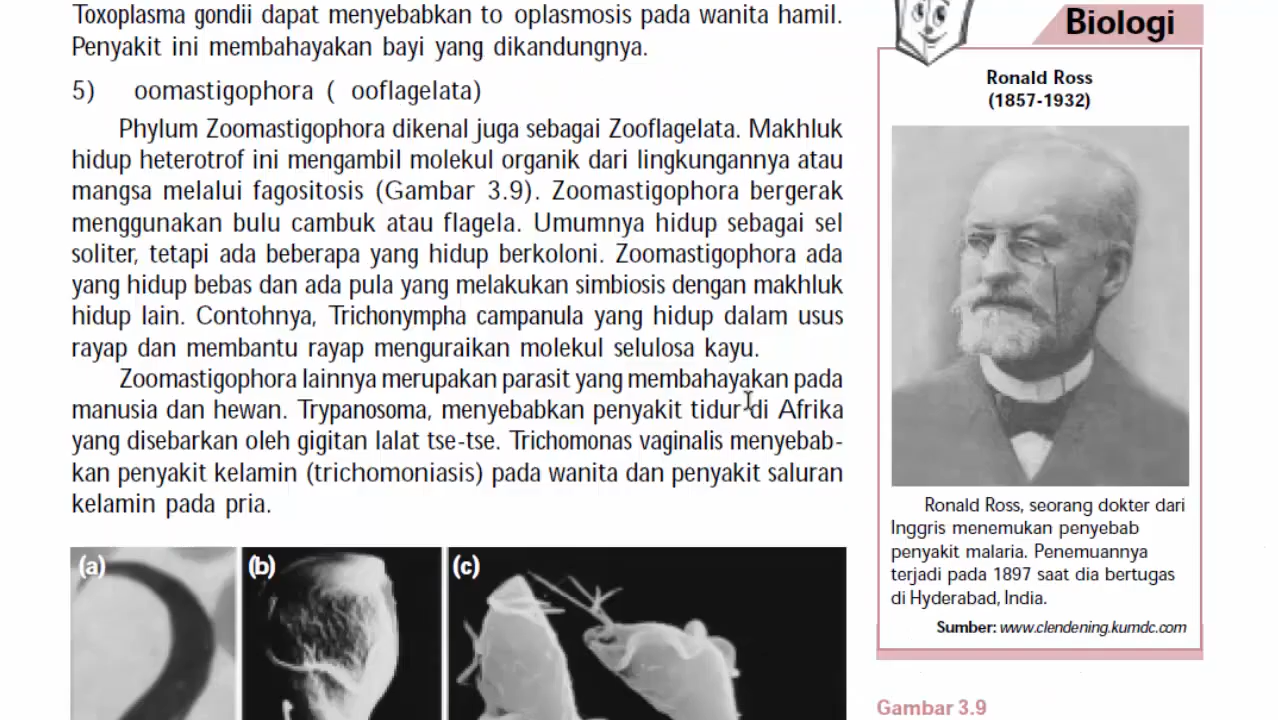 Toxoplasma gondii dapat menyebabkan to oplasmosis pada wanita hamil.
Penyakit ini membahayakan bayi yang dikandungnya.
5) oomastigophora ( ooflagelata)
Phylum Zoomastigophora dikenal juga sebagai Zooflagelata. Makhluk
hidup heterotrof ini mengambil molekul organik dari lingkungannya atau
mangsa melalui fagositosis (Gambar 3.9). Zoomastigophora bergerak
menggunakan bulu cambuk atau flagela. Umumnya hidup sebagai sel
soliter, tetapi ada beberapa yang hidup berkoloni. Zoomastigophora ada
yang hidup bebas dan ada pula yang melakukan simbiosis dengan makhluk
hidup lain. Contohnya, Trichonympha campanula yang hidup dalam usus
rayap dan membantu rayap menguraikan molekul selulosa kayu.
Zoomastigophora lainnya merupakan parasit yang membahayakan pada
manusia dan hewan. Trypanosoma, menyebabkan penyakit tidur di Afrika
yang disebarkan oleh gigitan lalat tse-tse. Trichomonas vaginalis menyebab-
kan penyakit kelamin (trichomoniasis) pada wanita dan penyakit saluran
kelamin pada pria.
(a)
(b)
(c)
Biologi
Ronald Ross
(1857-1932)
Ronald Ross, seorang dokter dari
Inggris menemukan penyebab
penyakit malaria. Penemuannya
terjadi pada 1897 saat dia bertugas
di Hyderabad, India.
Sumber: www.clendening.kumdc.com
Gambar 3.9